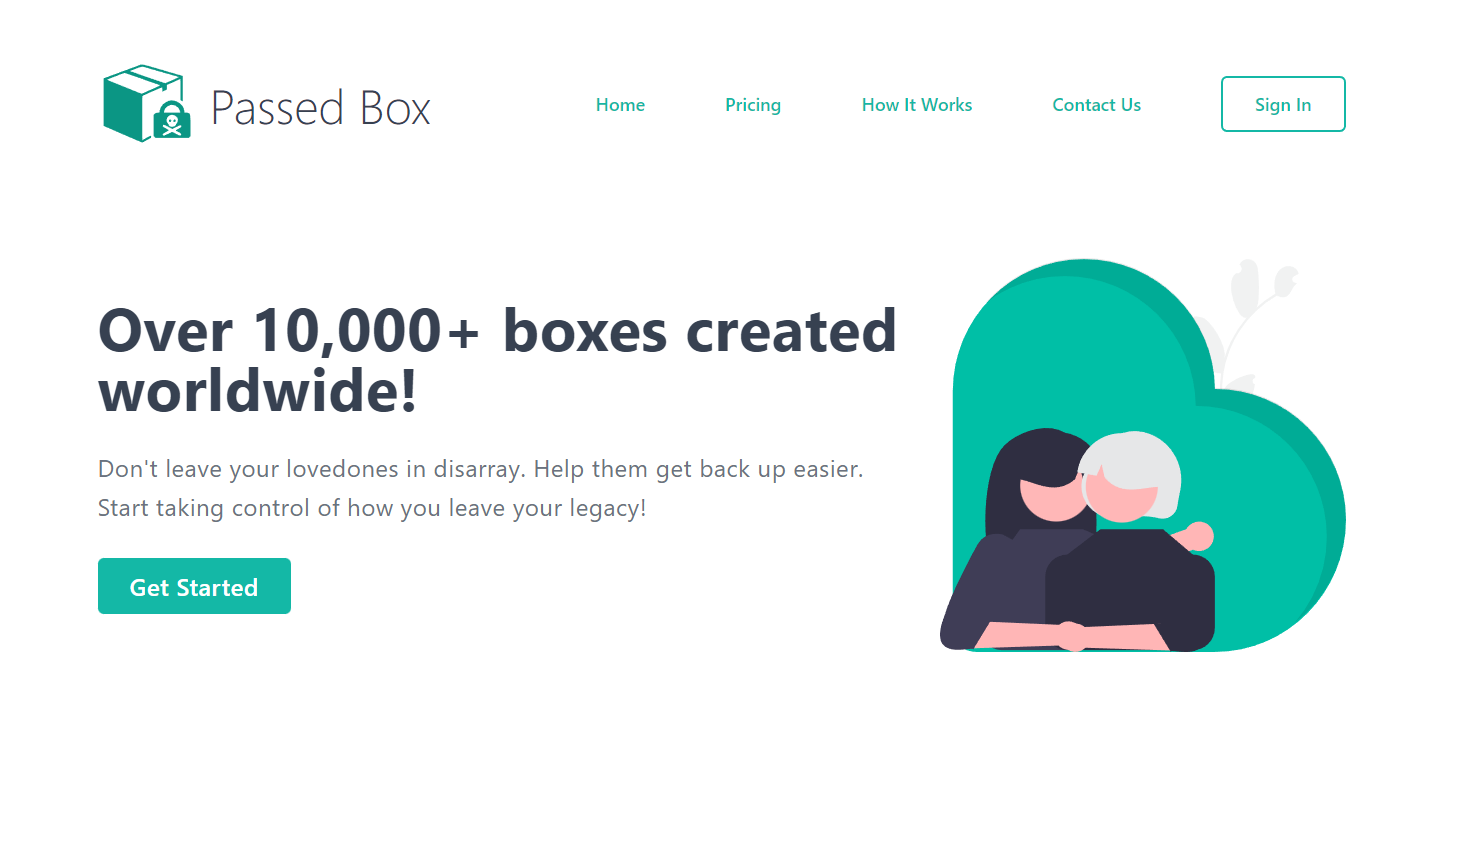 Passed Box
Home
Pricing
How It Works
Contact Us
Sign In
Over 10,000+ boxes created
worldwide!
Don't leave your lovedones in disarray. Help them get back up easier.
Start taking control of how you leave your legacy!
Get Started